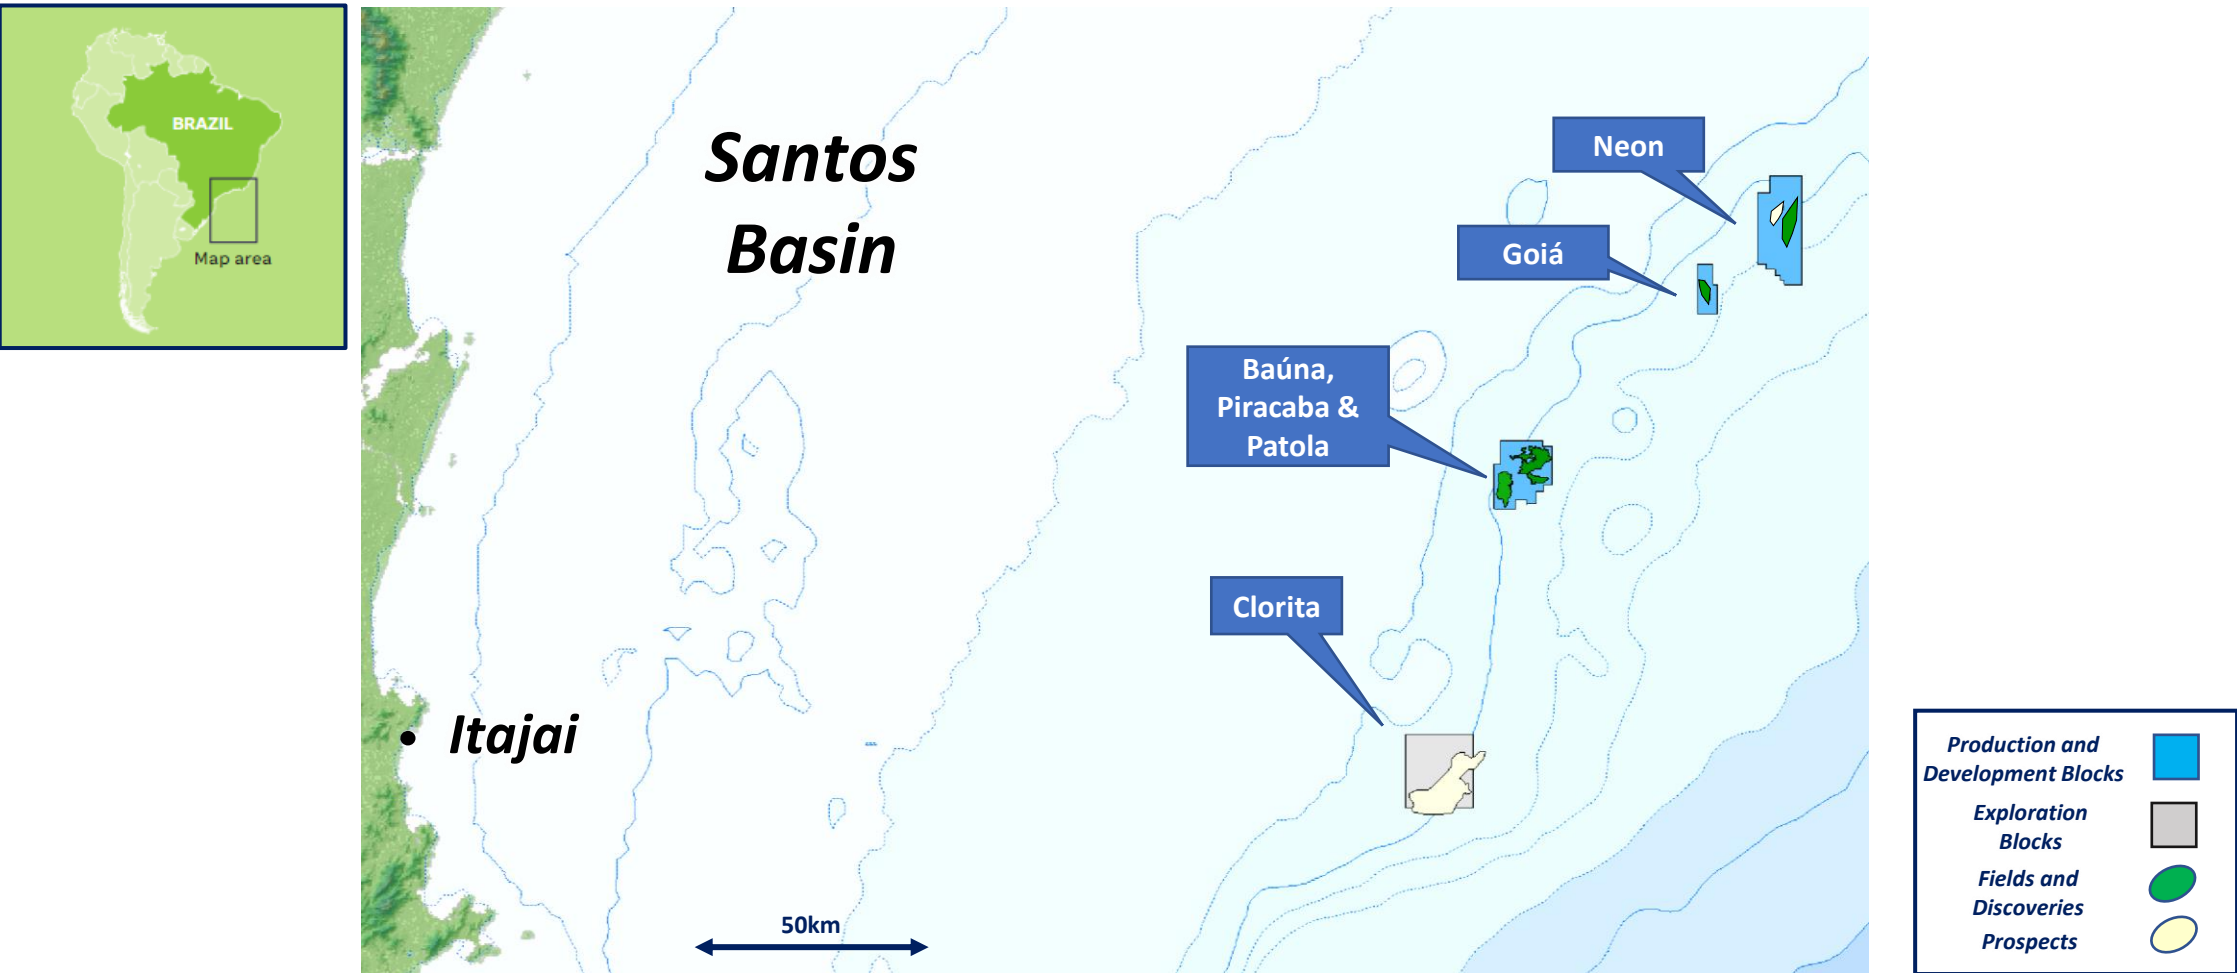 BRAZIL
Map area
Santos
Basin
Neon
Goiá
Baúna,
Piracaba &
Patola
Clorita
Itajai
50km
Production and
Development Blocks
Exploration
Blocks
Fields and
Discoveries
Prospects